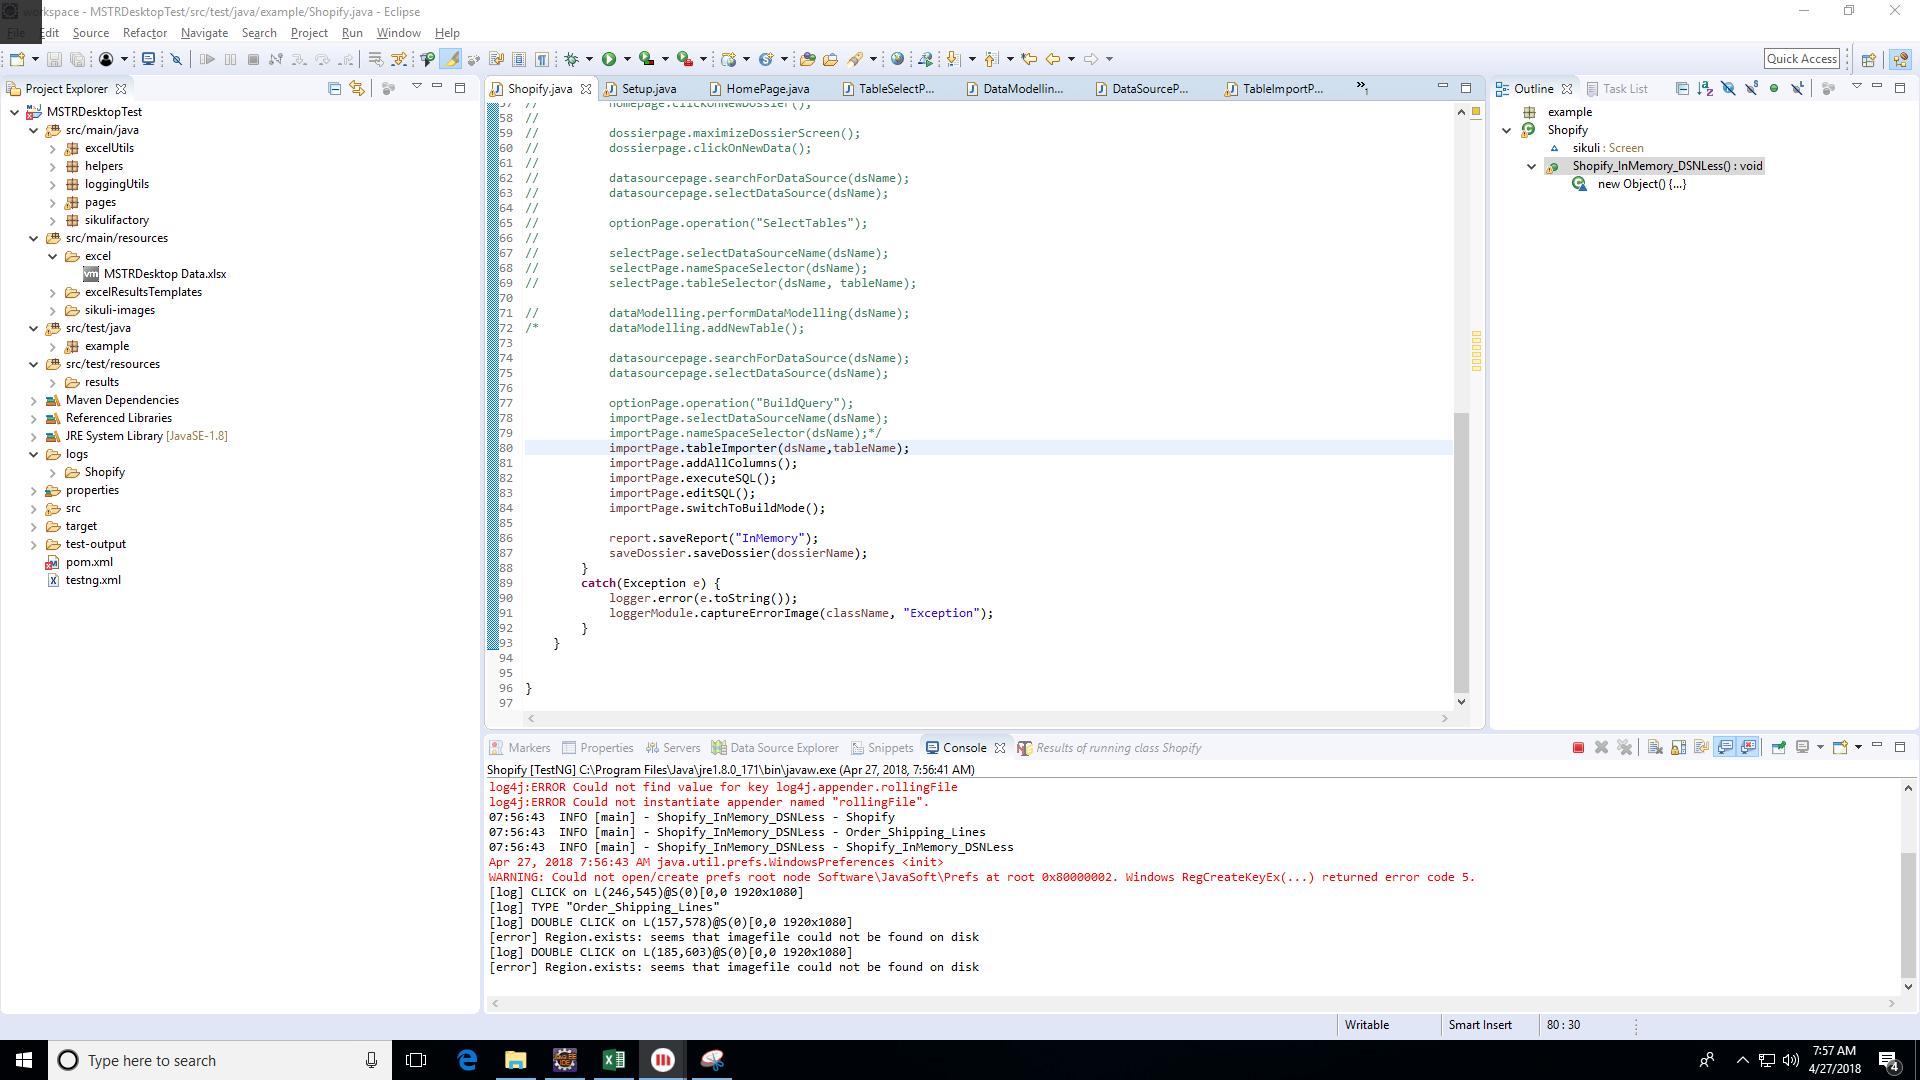 workspace - MSTRDesktopTest/src/test/java/example/Shopify.java - Eclipse
File Edit Source Refactor Navigate Search Project Run Window Help
Quick Access
Project Explorer
MSTRDesktopTest
src/main/java
excelUtils
helpers
loggingUtils
pages
sikulifactory
src/main/resources
excel
MSTRDesktop Data.xlsx
excelResultsTemplates
sikuli-images
src/test/java
example
src/test/resources
results
Maven Dependencies
Referenced Libraries
JRE System Library [JavaSE-1.8]
logs
Shopify
properties
src
target
test-output
pom.xml
testng.xml
Shopify.java Setup.java HomePage.java TableSelectP... DataModellin... DataSourceP... TableImportP... »1
57 // homepage.clickOnNewDossier();
58 //
59 // dossierpage.maximizeDossierScreen();
60 // dossierpage.clickOnNewData();
61 //
62 // datasourcepage.searchForDataSource(dsName);
63 // datasourcepage.selectDataSource(dsName);
64 //
65 // optionPage.operation("SelectTables");
66 //
67 // selectPage.selectDataSourceName(dsName);
68 // selectPage.nameSpaceSelector(dsName);
69 // selectPage.tableSelector(dsName, tableName);
70
71 // dataModelling.performDataModelling(dsName);
72 /* dataModelling.addNewTable();
73
74 datasourcepage.searchForDataSource(dsName);
75 datasourcepage.selectDataSource(dsName);
76
77 optionPage.operation("BuildQuery");
78 importPage.selectDataSourceName(dsName);
79 importPage.nameSpaceSelector(dsName);*/
80 importPage.tableImporter(dsName,tableName);
81 importPage.addAllColumns();
82 importPage.executeSQL();
83 importPage.editSQL();
84 importPage.switchToBuildMode();
85
86 report.saveReport("InMemory");
87 saveDossier.saveDossier(dossierName);
88 }
89 catch(Exception e) {
90 logger.error(e.toString());
91 loggerModule.captureErrorImage(className, "Exception");
92 }
93 }
94
95
96 }
97
Outline Task List
example
Shopify
sikuli : Screen
Shopify_InMemory_DSNLess() : void
new Object() {...}
Markers Properties Servers Data Source Explorer Snippets Console Results of running class Shopify
Shopify [TestNG] C:\Program Files\Java\jre1.8.0_171\bin\javaw.exe (Apr 27, 2018, 7:56:41 AM)
log4j:ERROR Could not find value for key log4j.appender.rollingFile
log4j:ERROR Could not instantiate appender named "rollingFile".
07:56:43 INFO [main] - Shopify_InMemory_DSNLess - Shopify
07:56:43 INFO [main] - Shopify_InMemory_DSNLess - Order_Shipping_Lines
07:56:43 INFO [main] - Shopify_InMemory_DSNLess - Shopify_InMemory_DSNLess
Apr 27, 2018 7:56:43 AM java.util.prefs.WindowsPreferences <init>
WARNING: Could not open/create prefs root node Software\JavaSoft\Prefs at root 0x80000002. Windows RegCreateKeyEx(...) returned error code 5.
[log] CLICK on L(246,545)@S(0)[0,0 1920x1080]
[log] TYPE "Order_Shipping_Lines"
[log] DOUBLE CLICK on L(157,578)@S(0)[0,0 1920x1080]
[error] Region.exists: seems that imagefile could not be found on disk
[log] DOUBLE CLICK on L(185,603)@S(0)[0,0 1920x1080]
[error] Region.exists: seems that imagefile could not be found on disk
Writable Smart Insert 80 : 30
Type here to search
7:57 AM
4/27/2018
4